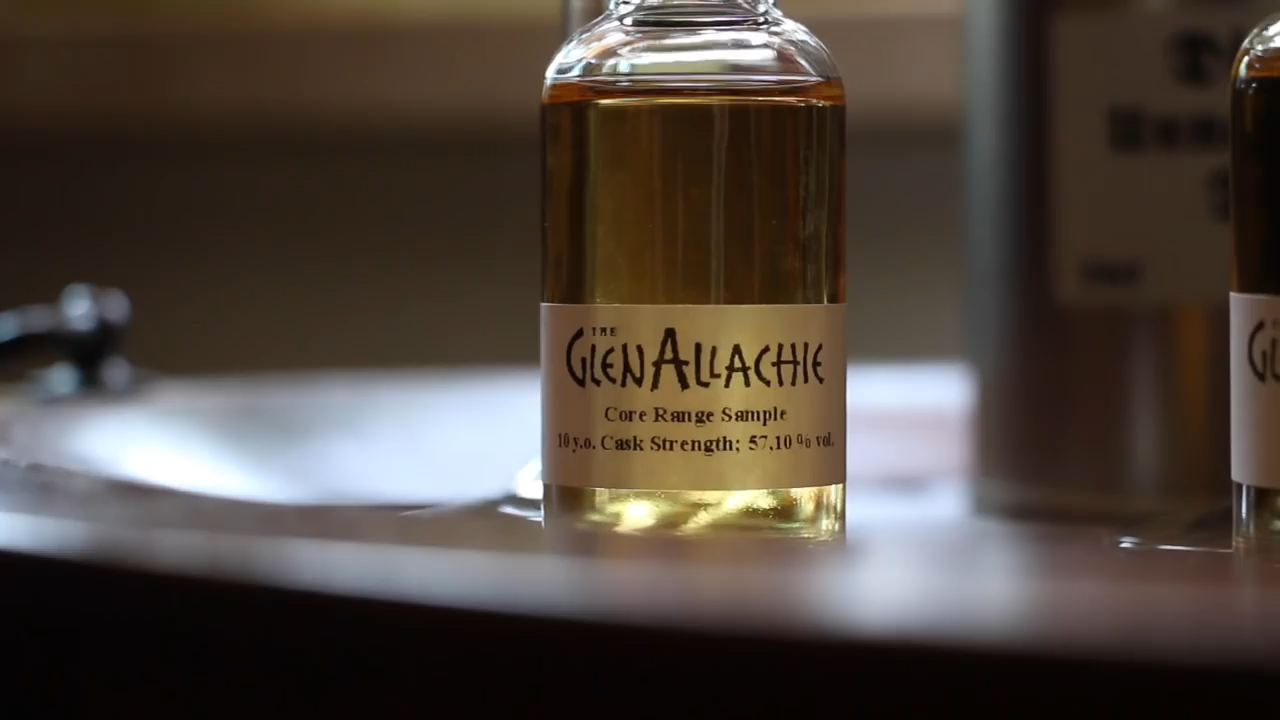 THE
GLENALLACHIE
Core Range Sample
10 y.o. Cask Strength; 57,10 % vol.